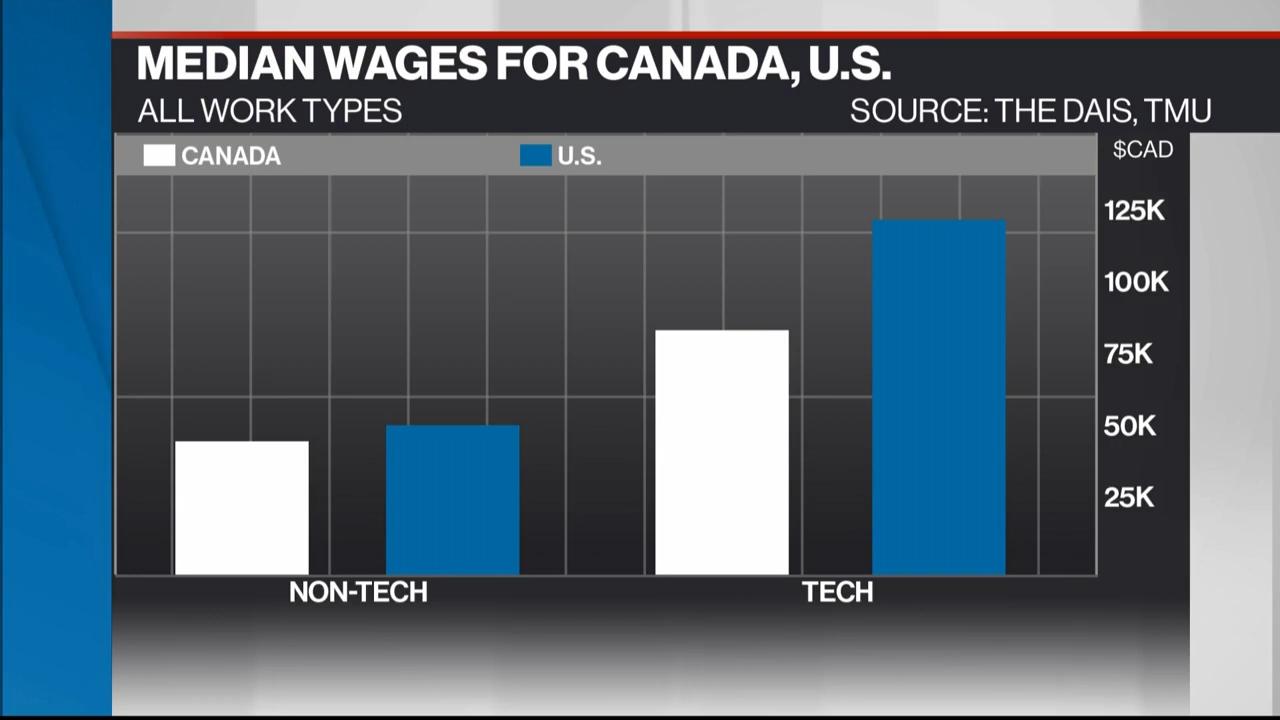 MEDIAN WAGES FOR CANADA, U.S.
ALL WORK TYPES
SOURCE: THE DAIS, TMU
CANADA
U.S.
$CAD
125K
100K
75K
50K
25K
NON-TECH
TECH